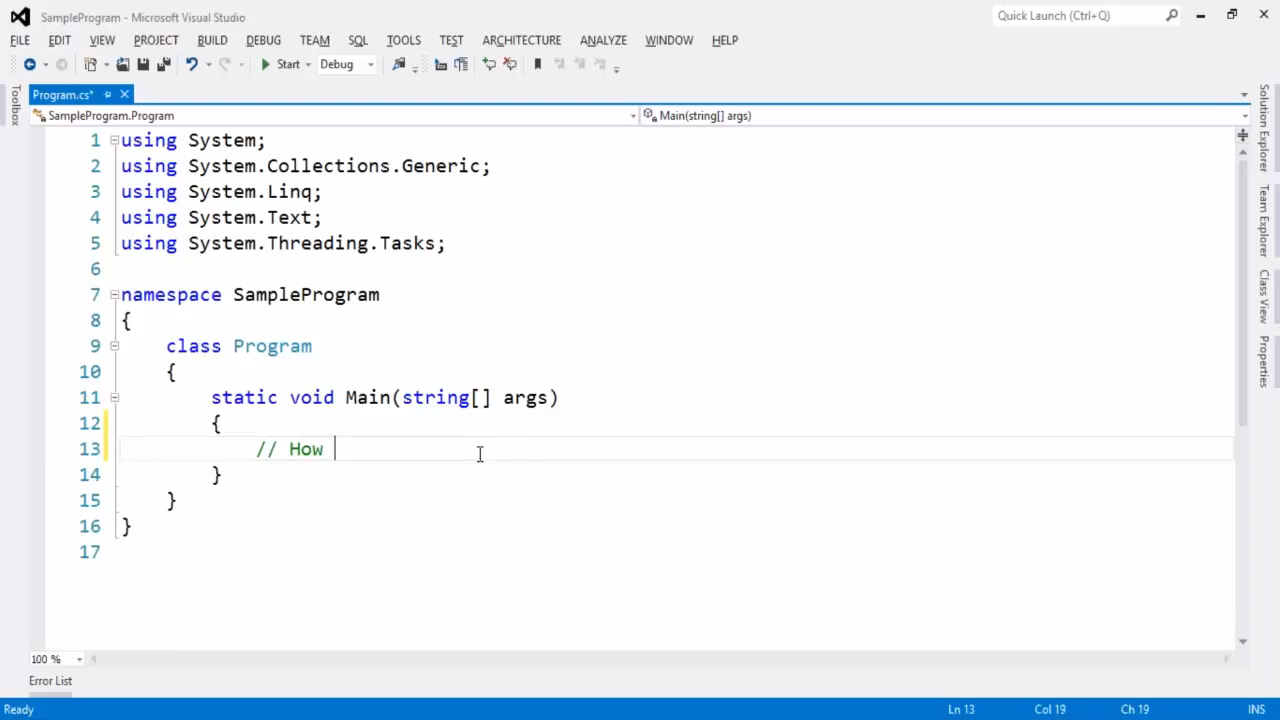 SampleProgram - Microsoft Visual Studio
Quick Launch (Ctrl+Q)
FILE EDIT VIEW PROJECT BUILD DEBUG TEAM SQL TOOLS TEST ARCHITECTURE ANALYZE WINDOW HELP
Start Debug
Toolbox
Program.cs*
SampleProgram.Program
Main(string[] args)
1 using System;
2 using System.Collections.Generic;
3 using System.Linq;
4 using System.Text;
5 using System.Threading.Tasks;
6
7 namespace SampleProgram
8 {
9 class Program
10 {
11 static void Main(string[] args)
12 {
13 // How
14 }
15 }
16 }
17
Solution Explorer
Team Explorer
Class View
Properties
100 %
Error List
Ready
Ln 13
Col 19
Ch 19
INS